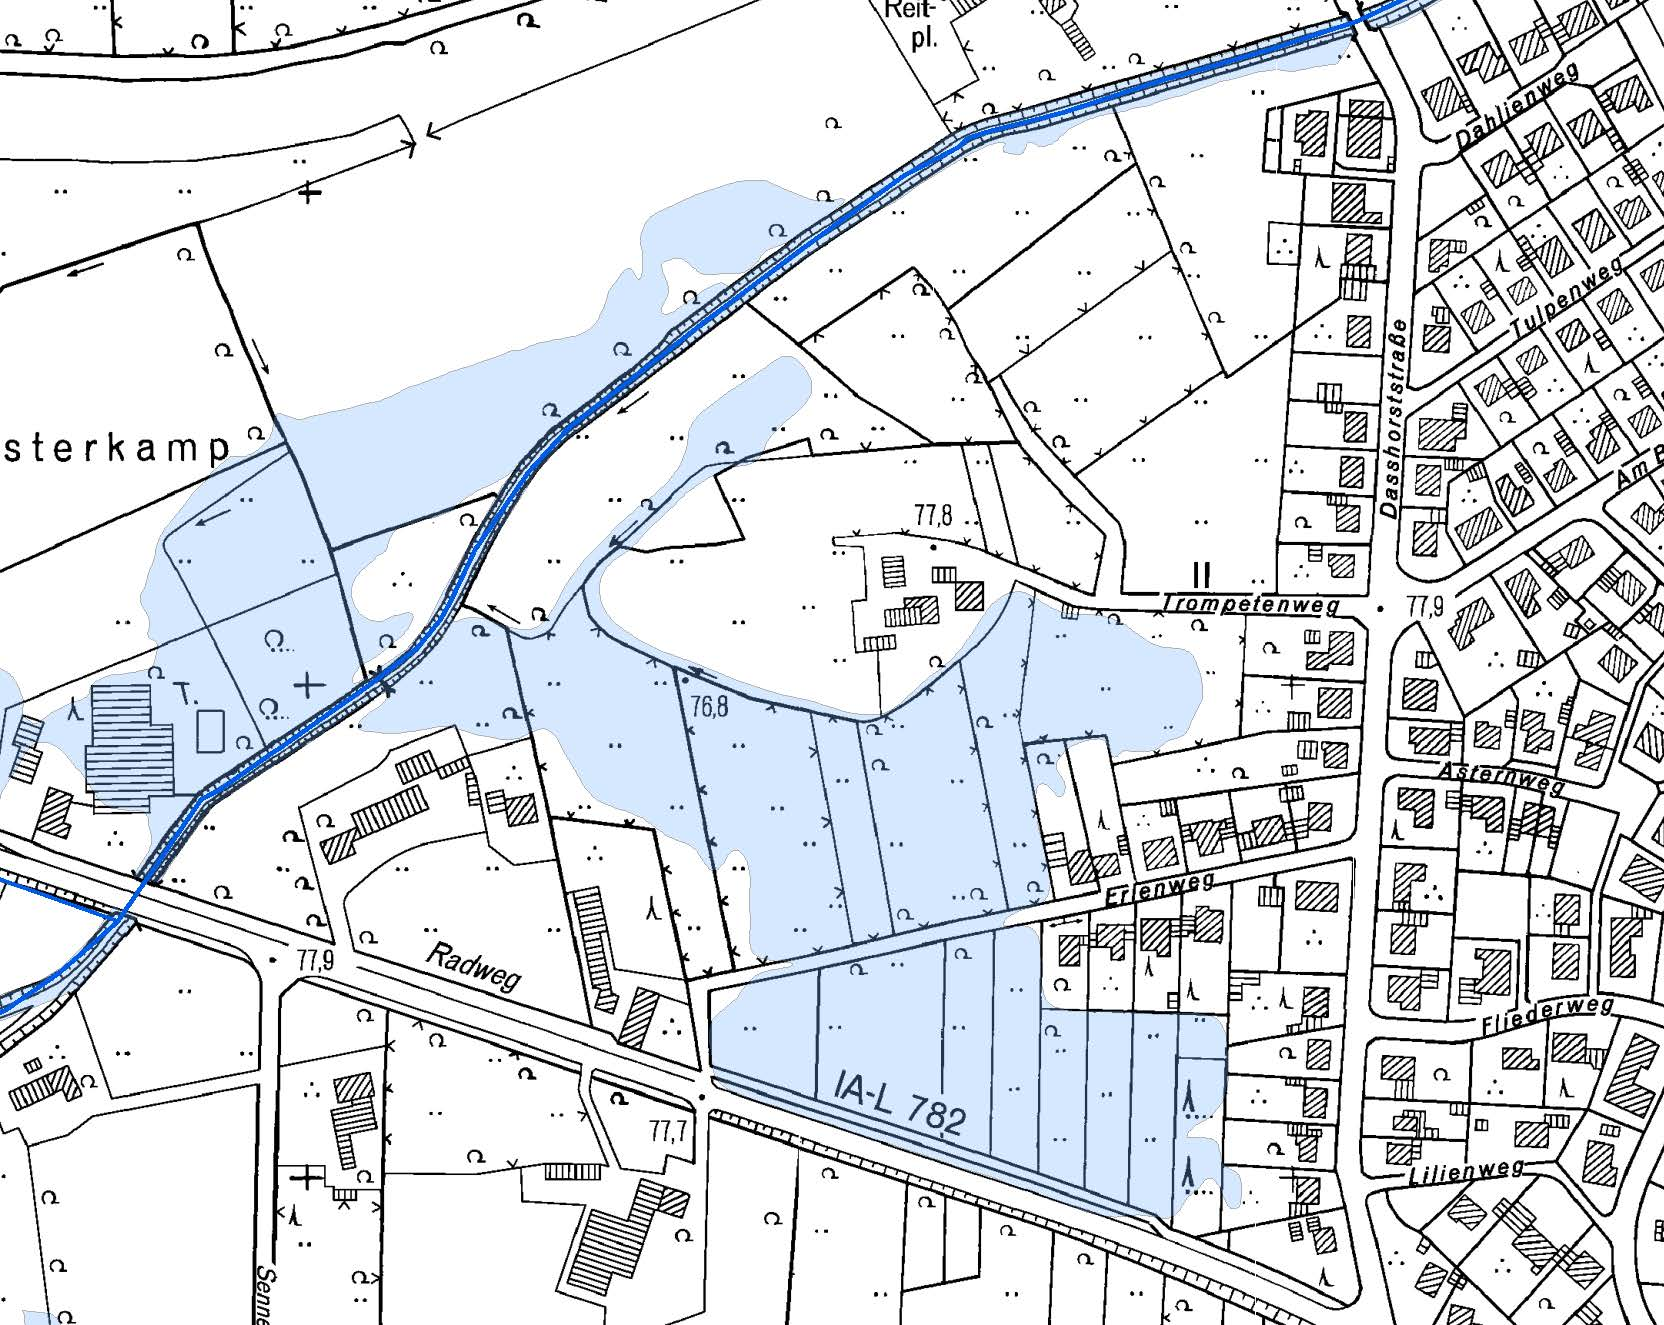 Reit-
pl.
Dahlienweg
Tulpenweg
Dasshorststraße
sterkamp
Am P
77,8
II
Trompetenweg
77,9
T.
76,8
Asternweg
Erlenweg
77,9
Radweg
Fliederweg
IA-L 782
77,7
Lilienweg
Senne